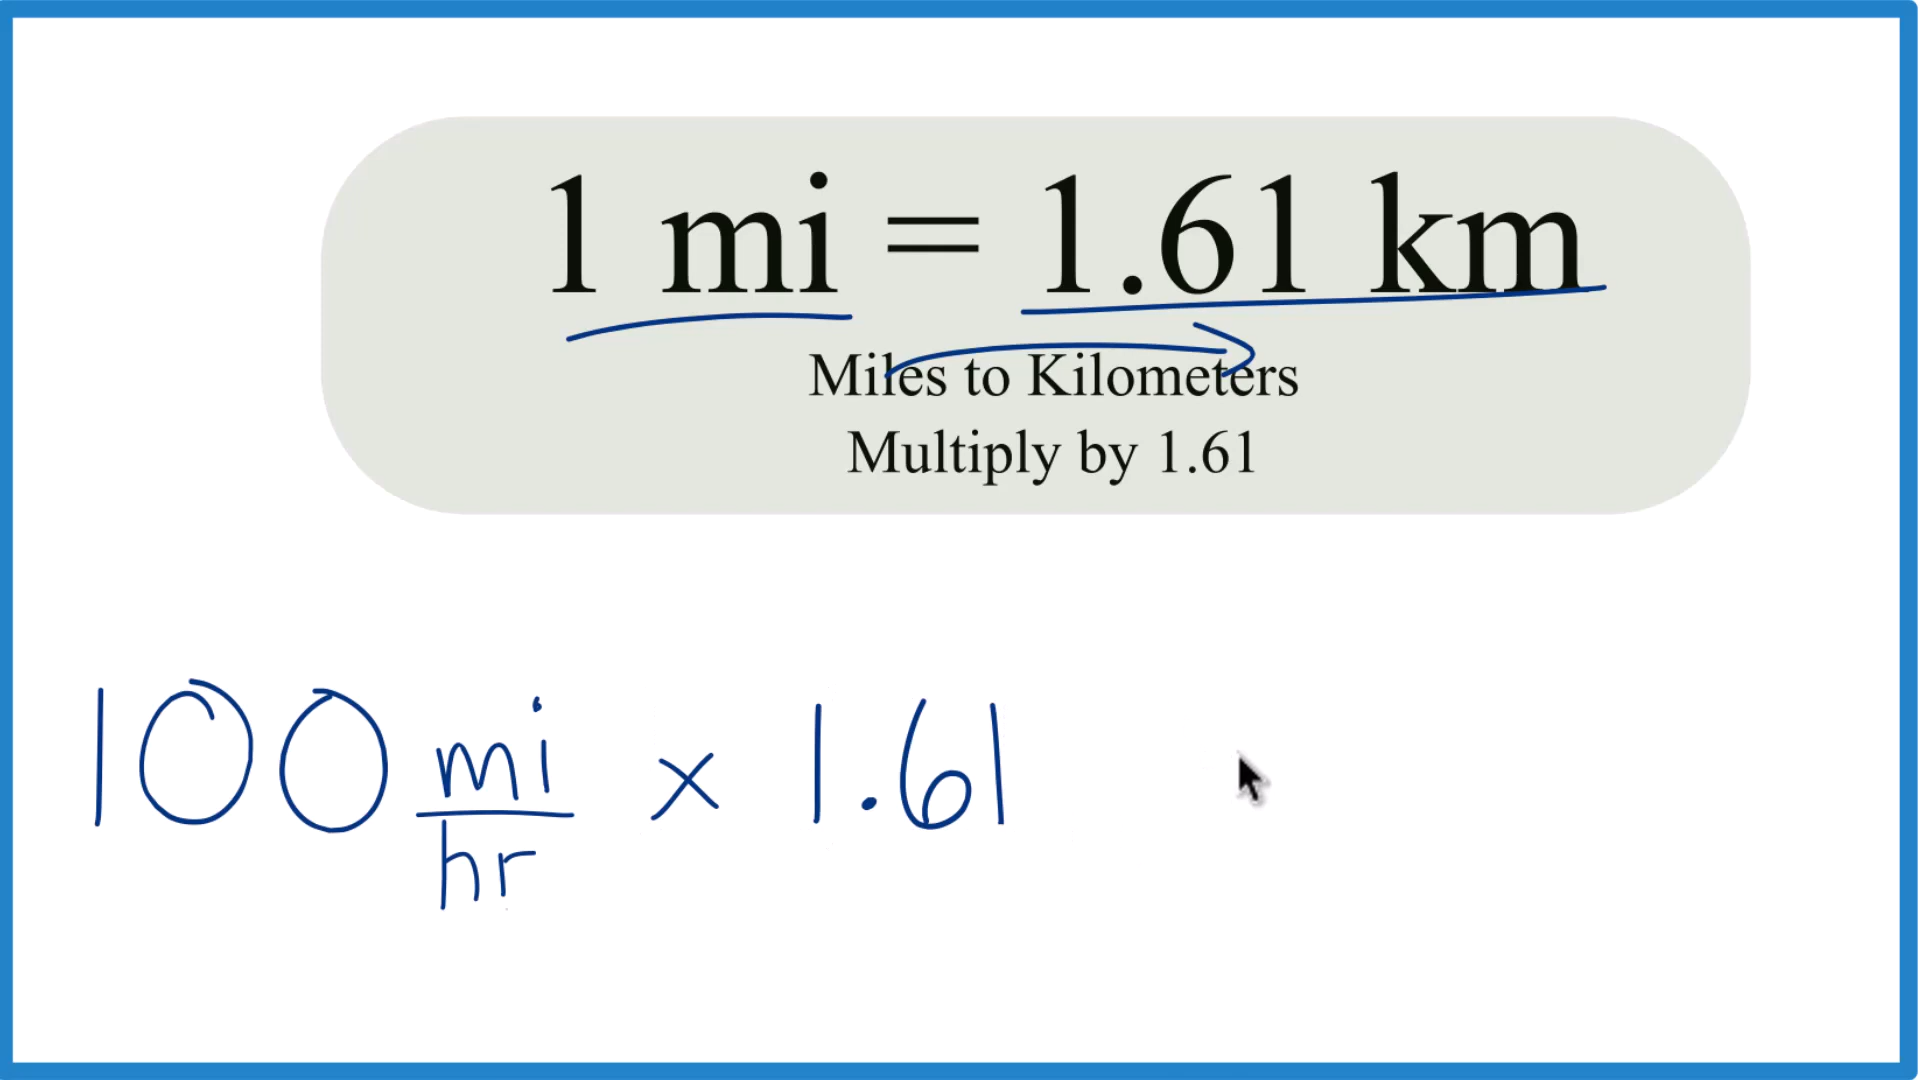 1 mi = 1.61 km
Miles to Kilometers
Multiply by 1.61
100 mi/hr x 1.61